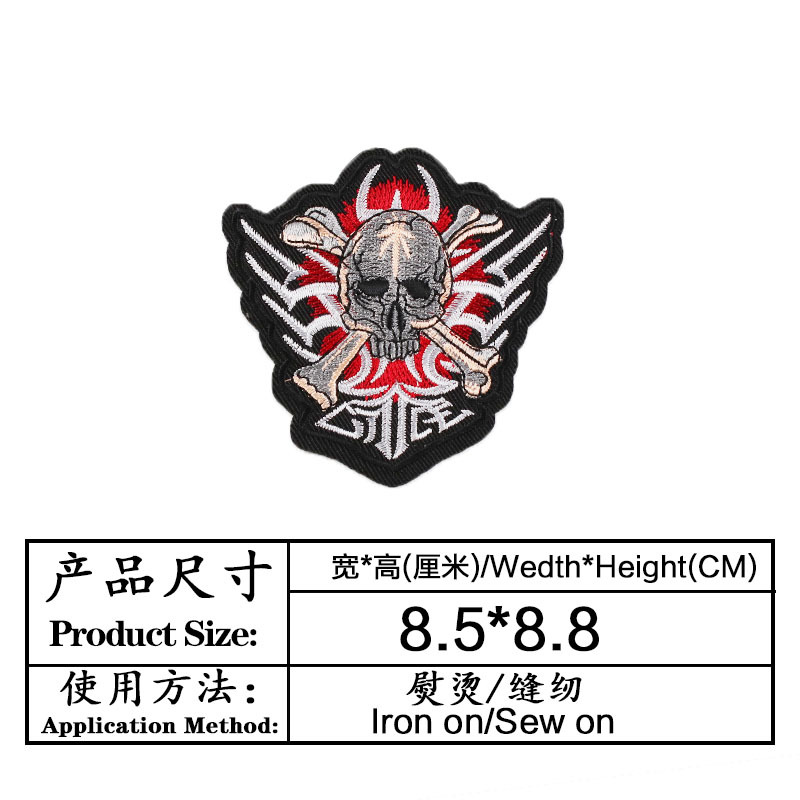 产品尺寸
Product Size:
宽*高(厘米)/Wedth*Height(CM)
8.5*8.8
使用方法：
Application Method:
熨烫/缝纫
Iron on/Sew on